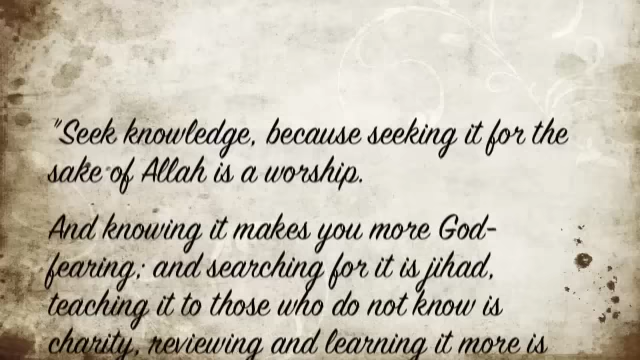 "Seek knowledge, because seeking it for the
sake of Allah is a worship.
And knowing it makes you more God-
fearing; and searching for it is jihad,
teaching it to those who do not know is
charity, reviewing and learning it more is